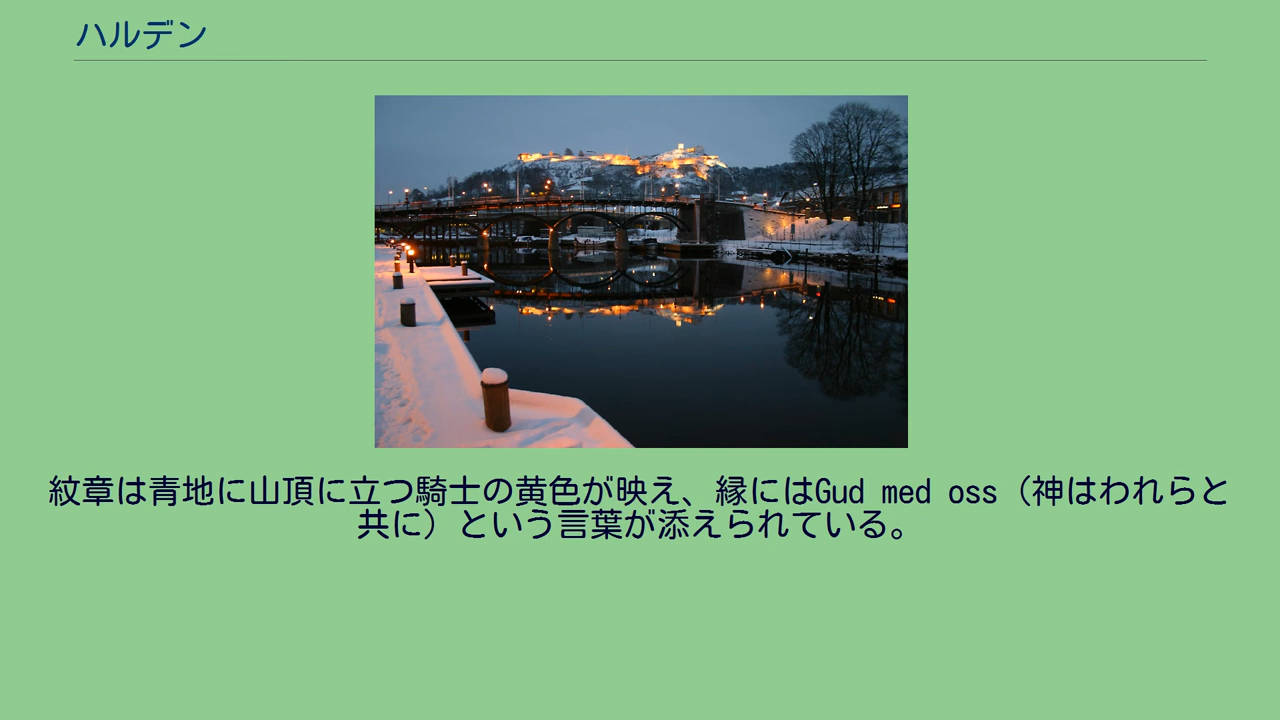 ハルデン
紋章は青地に山頂に立つ騎士の黄色が映え、縁にはGud med oss（神はわれらと
共に）という言葉が添えられている。